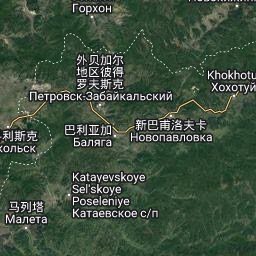 Горхон
外贝加尔
地区彼得
罗夫斯克
Петровск-Забайкальский
Khokhotu
Хохотуй
利斯克
ольск
巴利亚加
Баляга
新巴甫洛夫卡
Новопавловка
Katayevskoye
Sel'skoye
Poseleniye
Катаевское с/п
马列塔
Малета